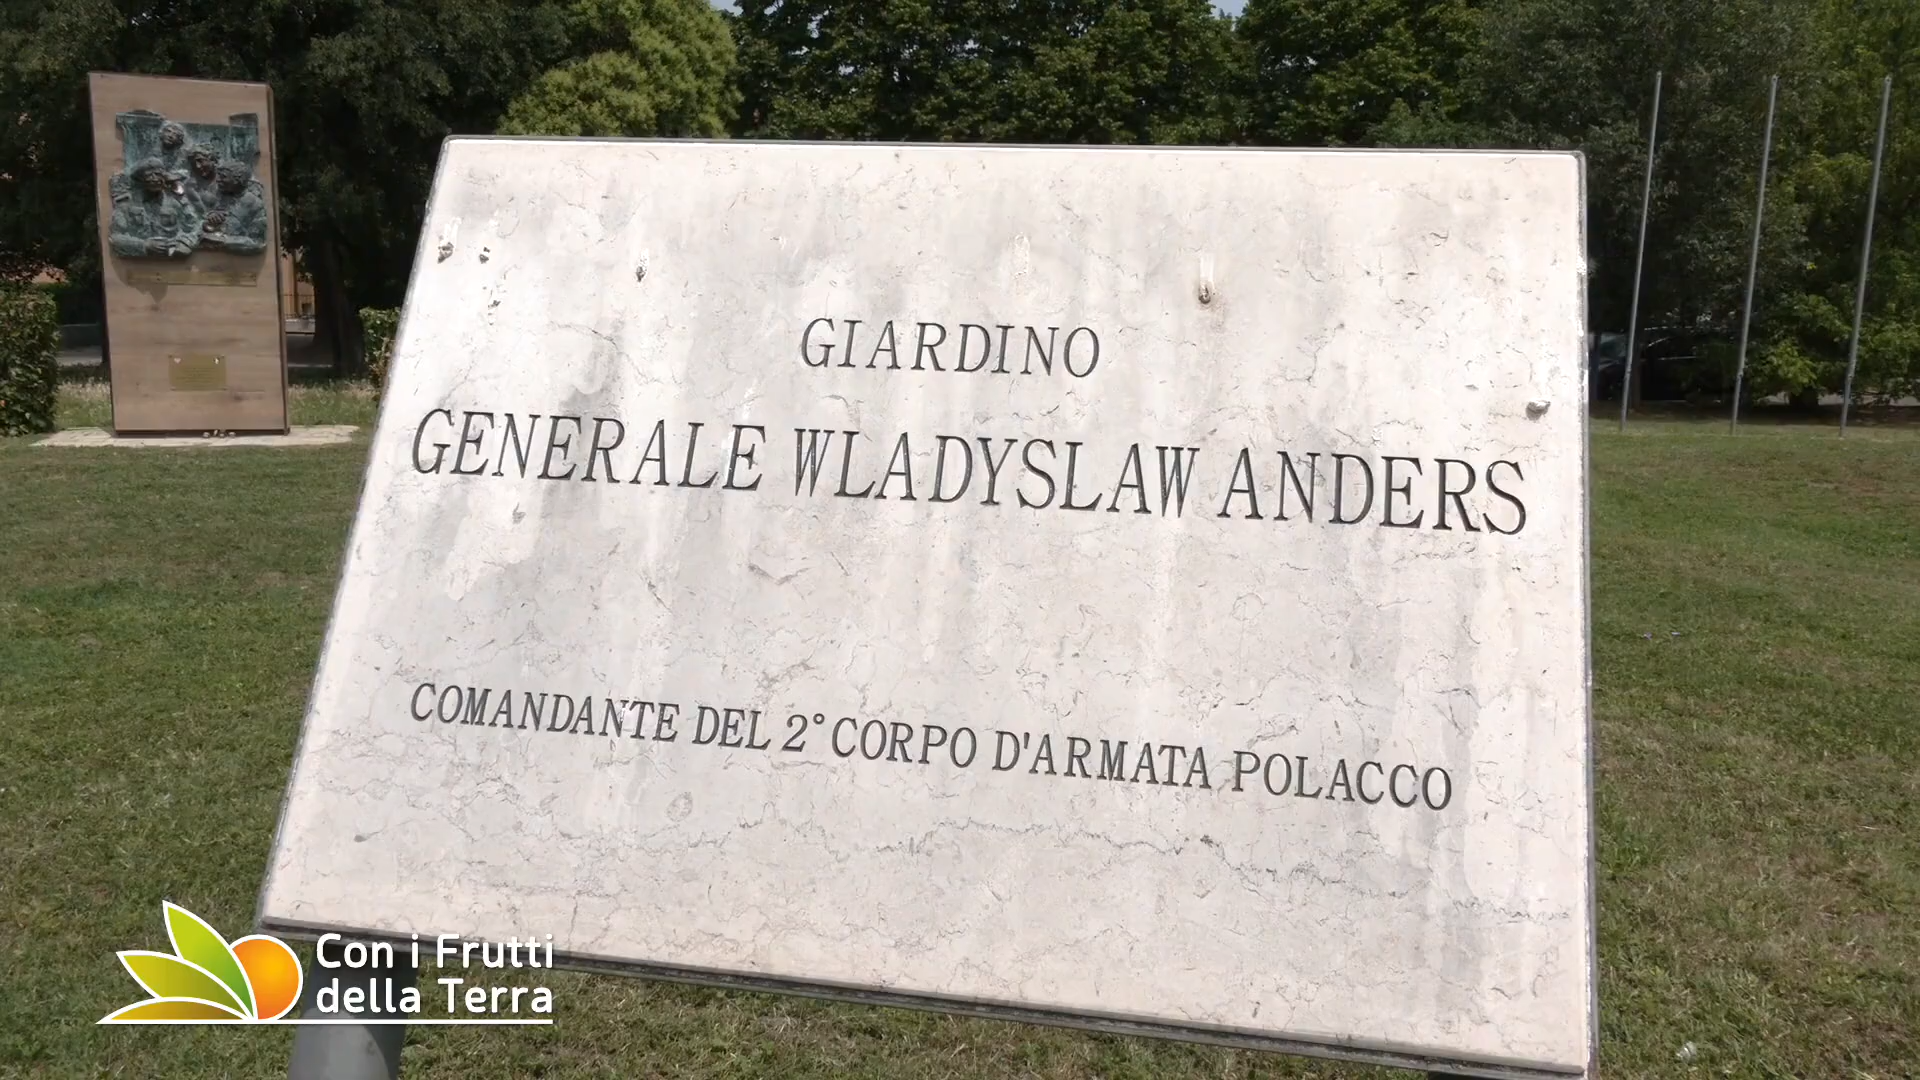 GIARDINO
GENERALE WLADYSLAW ANDERS
COMANDANTE DEL 2° CORPO D'ARMATA POLACCO
Con i Frutti
della Terra